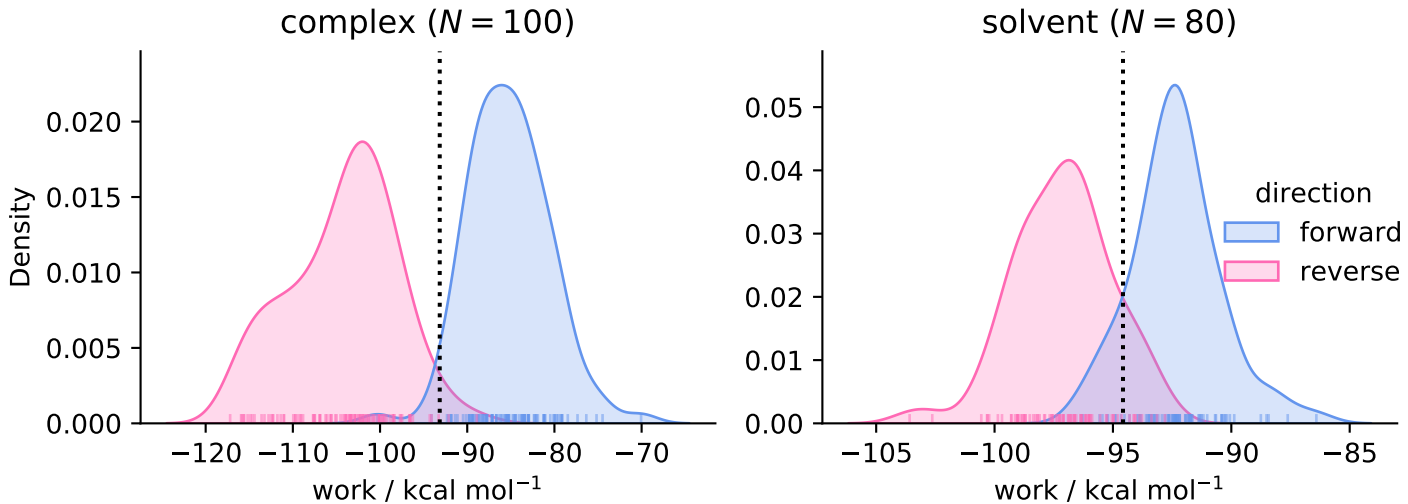 complex (N = 100)
Density
0.020
0.015
0.010
0.005
0.000
−120 −110 −100 −90 −80 −70
work / kcal mol⁻¹
solvent (N = 80)
0.05
0.04
0.03
0.02
0.01
0.00
−105 −100 −95 −90 −85
work / kcal mol⁻¹
direction
forward
reverse